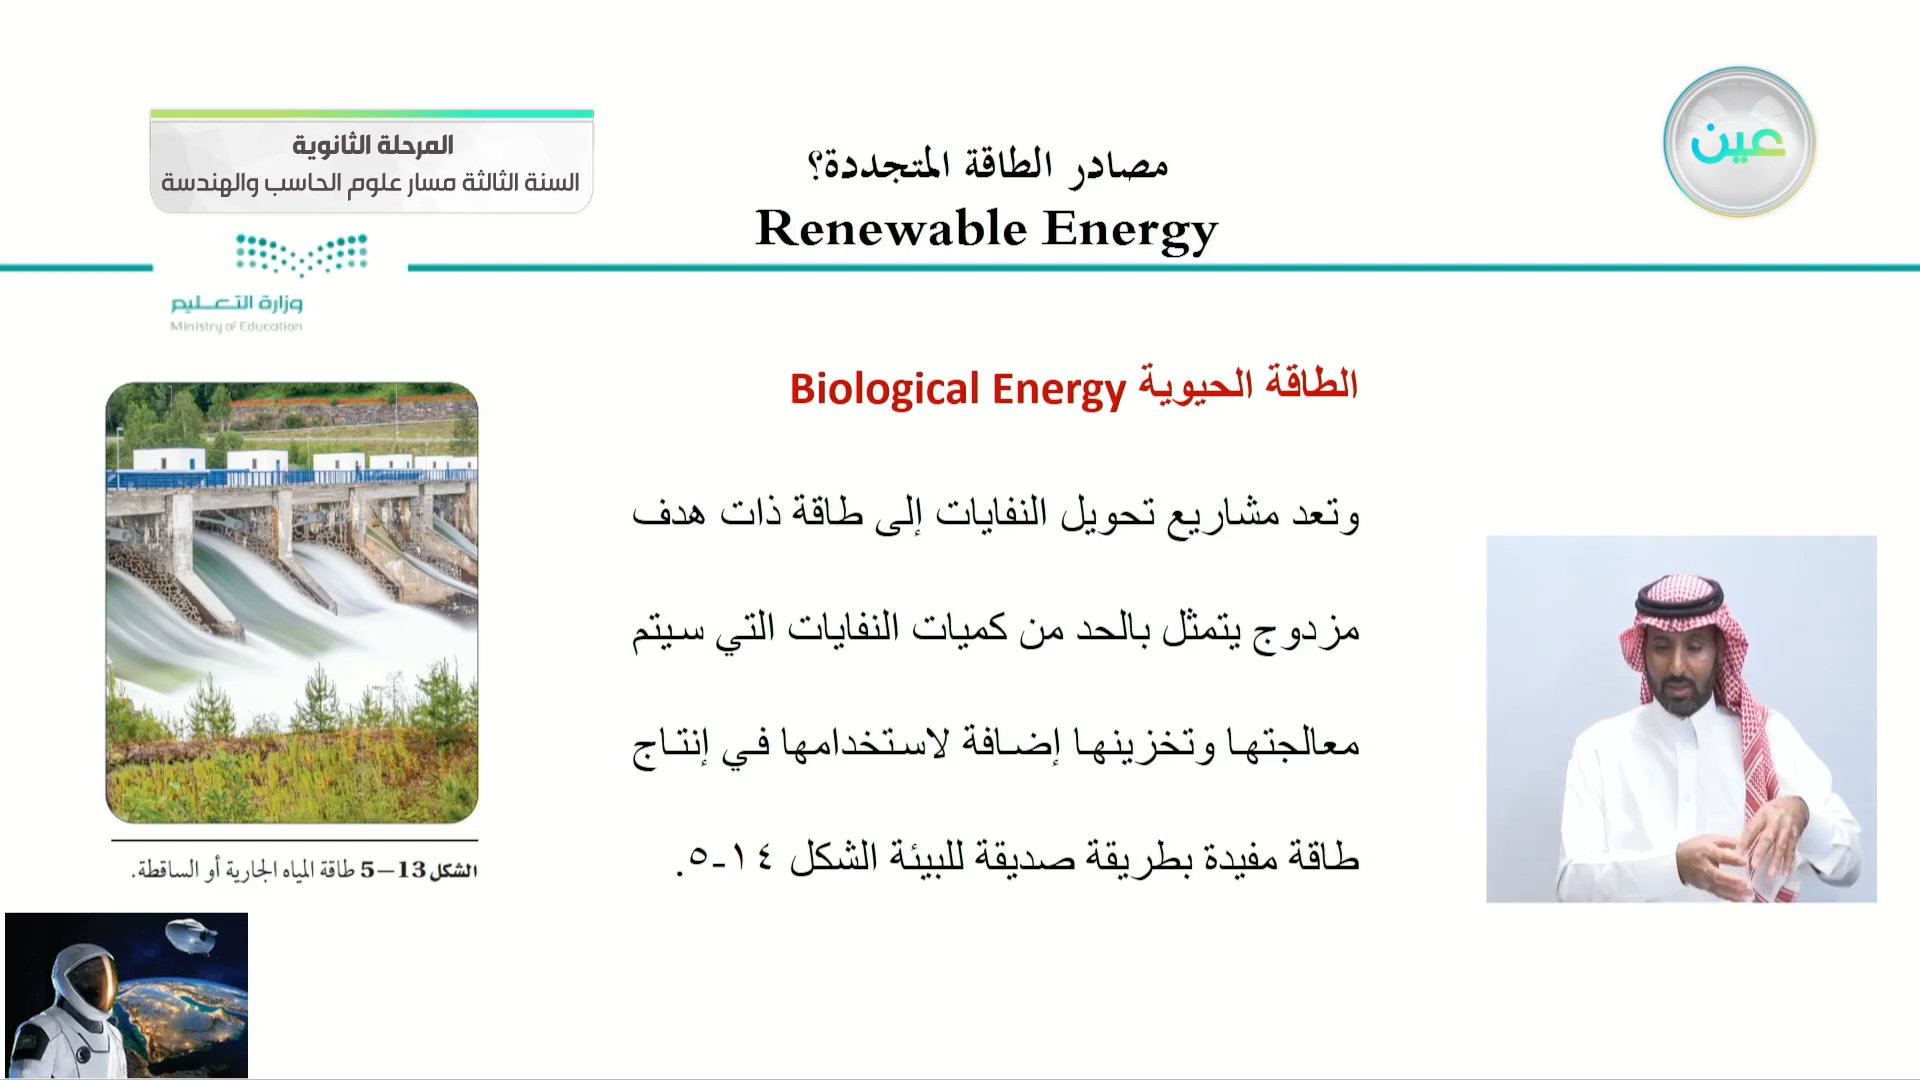 المرحلة الثانوية
السنة الثالثة مسار علوم الحاسب والهندسة
عين
مصادر الطاقة المتجددة؟
Renewable Energy
وزارة التعليم
Ministry of Education
الطاقة الحيوية Biological Energy
وتعد مشاريع تحويل النفايات إلى طاقة ذات هدف
مزدوج يتمثل بالحد من كميات النفايات التي سيتم
معالجتها وتخزينها إضافة لاستخدامها في إنتاج
طاقة مفيدة بطريقة صديقة للبيئة الشكل ١٤-٥.
الشكل 13–5 طاقة المياه الجارية أو الساقطة.